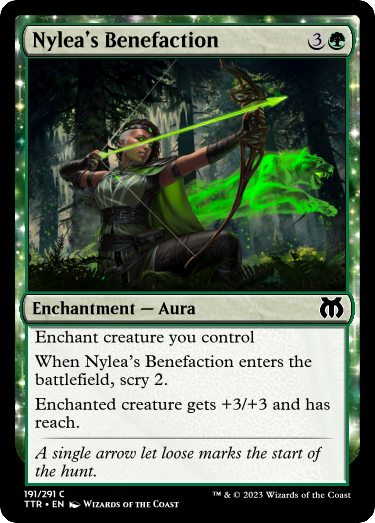 Nylea's Benefaction 3
Enchantment — Aura
Enchant creature you control
When Nylea's Benefaction enters the
battlefield, scry 2.
Enchanted creature gets +3/+3 and has
reach.
A single arrow let loose marks the start of
the hunt.
191/291 C
TTR • EN Wizards of the Coast
™ & © 2023 Wizards of the Coast